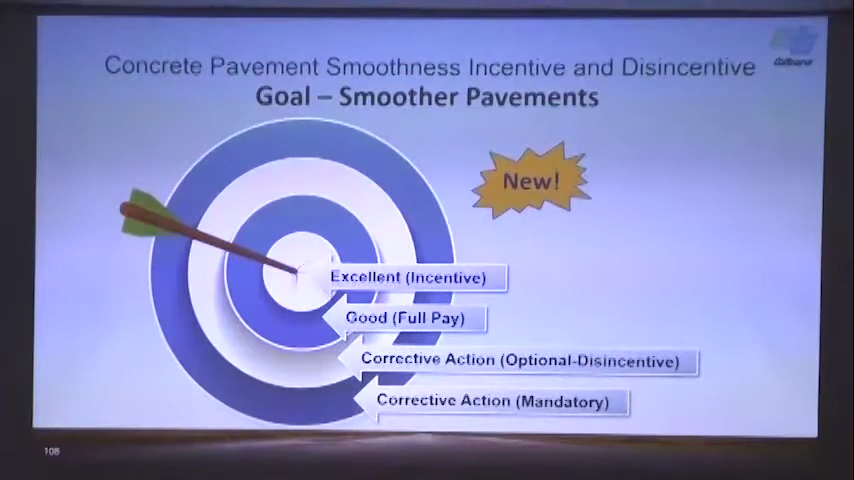 Concrete Pavement Smoothness Incentive and Disincentive
Goal – Smoother Pavements
Caltrans
New!
Excellent (Incentive)
Good (Full Pay)
Corrective Action (Optional-Disincentive)
Corrective Action (Mandatory)
108